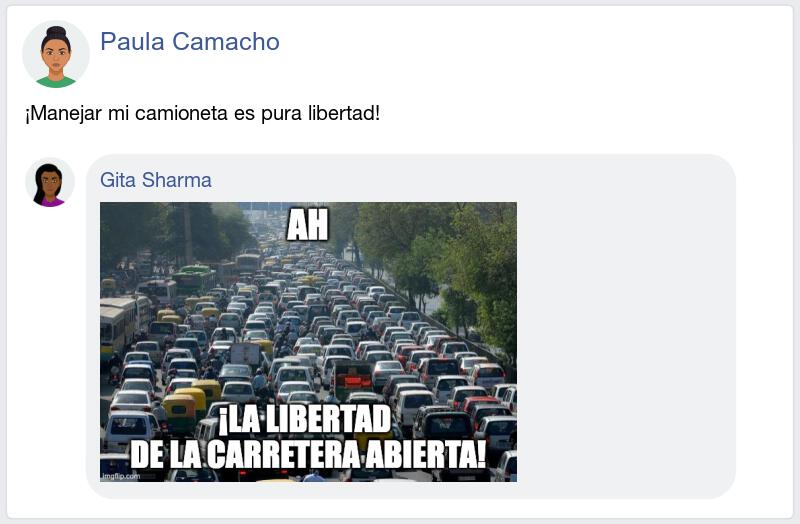 Paula Camacho
¡Manejar mi camioneta es pura libertad!
Gita Sharma
AH
¡LA LIBERTAD
DE LA CARRETERA ABIERTA!
imgflip.com